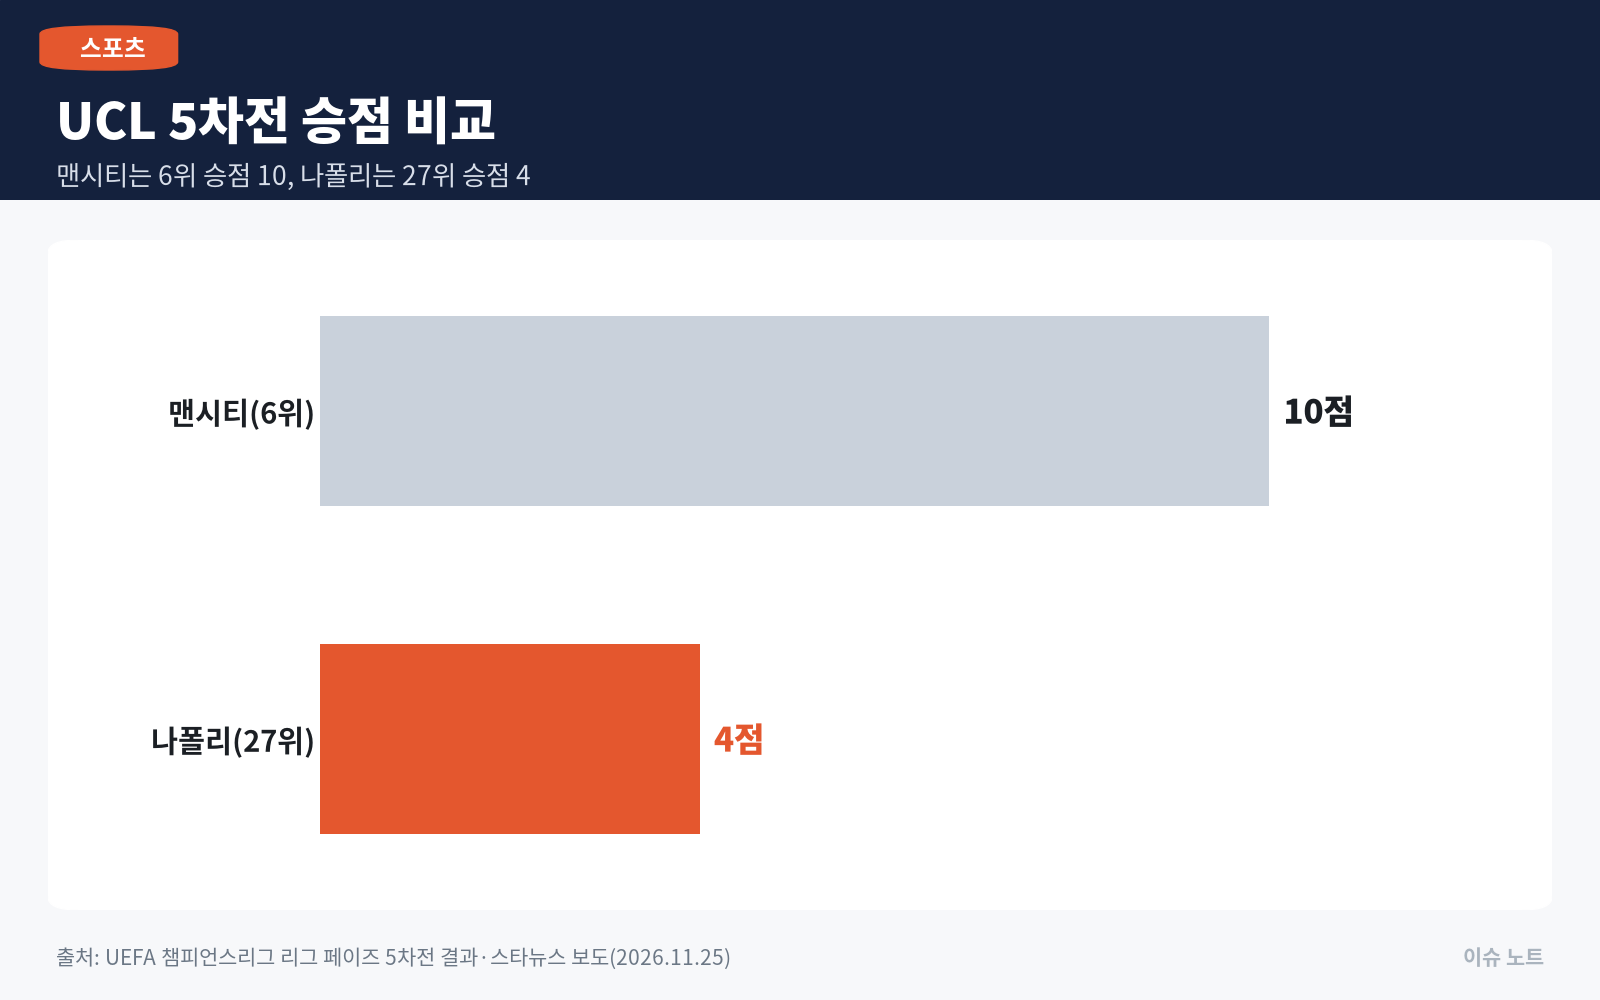 스포츠
UCL 5차전 승점 비교
맨시티는 6위 승점 10, 나폴리는 27위 승점 4
맨시티(6위)
10점
나폴리(27위)
4점
출처: UEFA 챔피언스리그 리그 페이즈 5차전 결과·스타뉴스 보도(2026.11.25)
이슈 노트